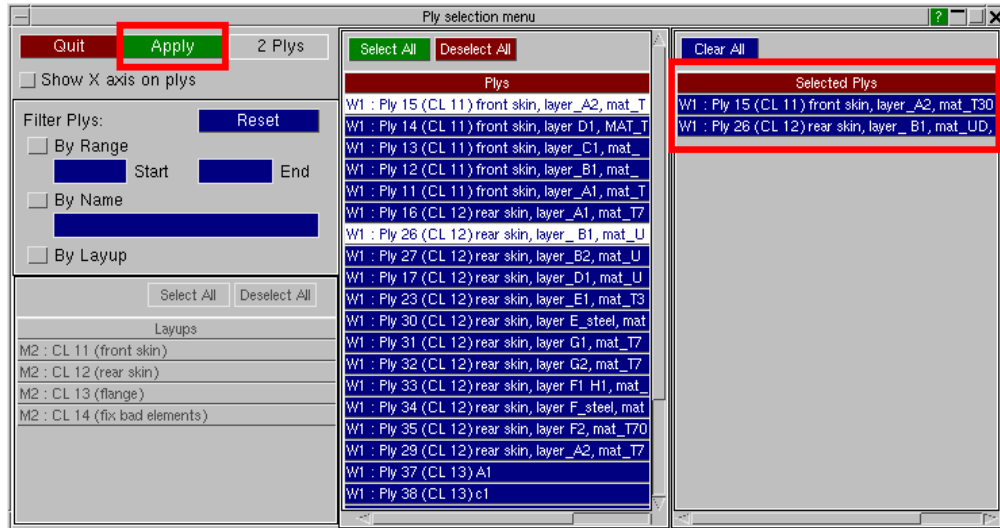 Ply selection menu
?
Quit
Apply
2 Plys
Show X axis on plys
Filter Plys:
Reset
By Range
Start
End
By Name
By Layup
Select All
Deselect All
Layups
M2 : CL 11 (front skin)
M2 : CL 12 (rear skin)
M2 : CL 13 (flange)
M2 : CL 14 (fix bad elements)
Select All
Deselect All
Plys
W1 : Ply 15 (CL 11) front skin, layer_A2, mat_T
W1 : Ply 14 (CL 11) front skin, layer D1, MAT_T
W1 : Ply 13 (CL 11) front skin, layer_C1, mat_
W1 : Ply 12 (CL 11) front skin, layer_B1, mat_
W1 : Ply 11 (CL 11) front skin, layer_A1, mat_T
W1 : Ply 16 (CL 12) rear skin, layer_A1, mat_T7
W1 : Ply 26 (CL 12) rear skin, layer_ B1, mat_U
W1 : Ply 27 (CL 12) rear skin, layer_B2, mat_U
W1 : Ply 17 (CL 12) rear skin, layer_D1, mat_U
W1 : Ply 23 (CL 12) rear skin, layer_E1, mat_T3
W1 : Ply 30 (CL 12) rear skin, layer E_steel, mat
W1 : Ply 31 (CL 12) rear skin, layer G1, mat_T7
W1 : Ply 32 (CL 12) rear skin, layer G2, mat_T7
W1 : Ply 33 (CL 12) rear skin, layer F1 H1, mat_
W1 : Ply 34 (CL 12) rear skin, layer F_steel, mat
W1 : Ply 35 (CL 12) rear skin, layer F2, mat_T70
W1 : Ply 29 (CL 12) rear skin, layer_A2, mat_T7
W1 : Ply 37 (CL 13) A1
W1 : Ply 38 (CL 13) c1
Clear All
Selected Plys
W1 : Ply 15 (CL 11) front skin, layer_A2, mat_T30
W1 : Ply 26 (CL 12) rear skin, layer_ B1, mat_UD,